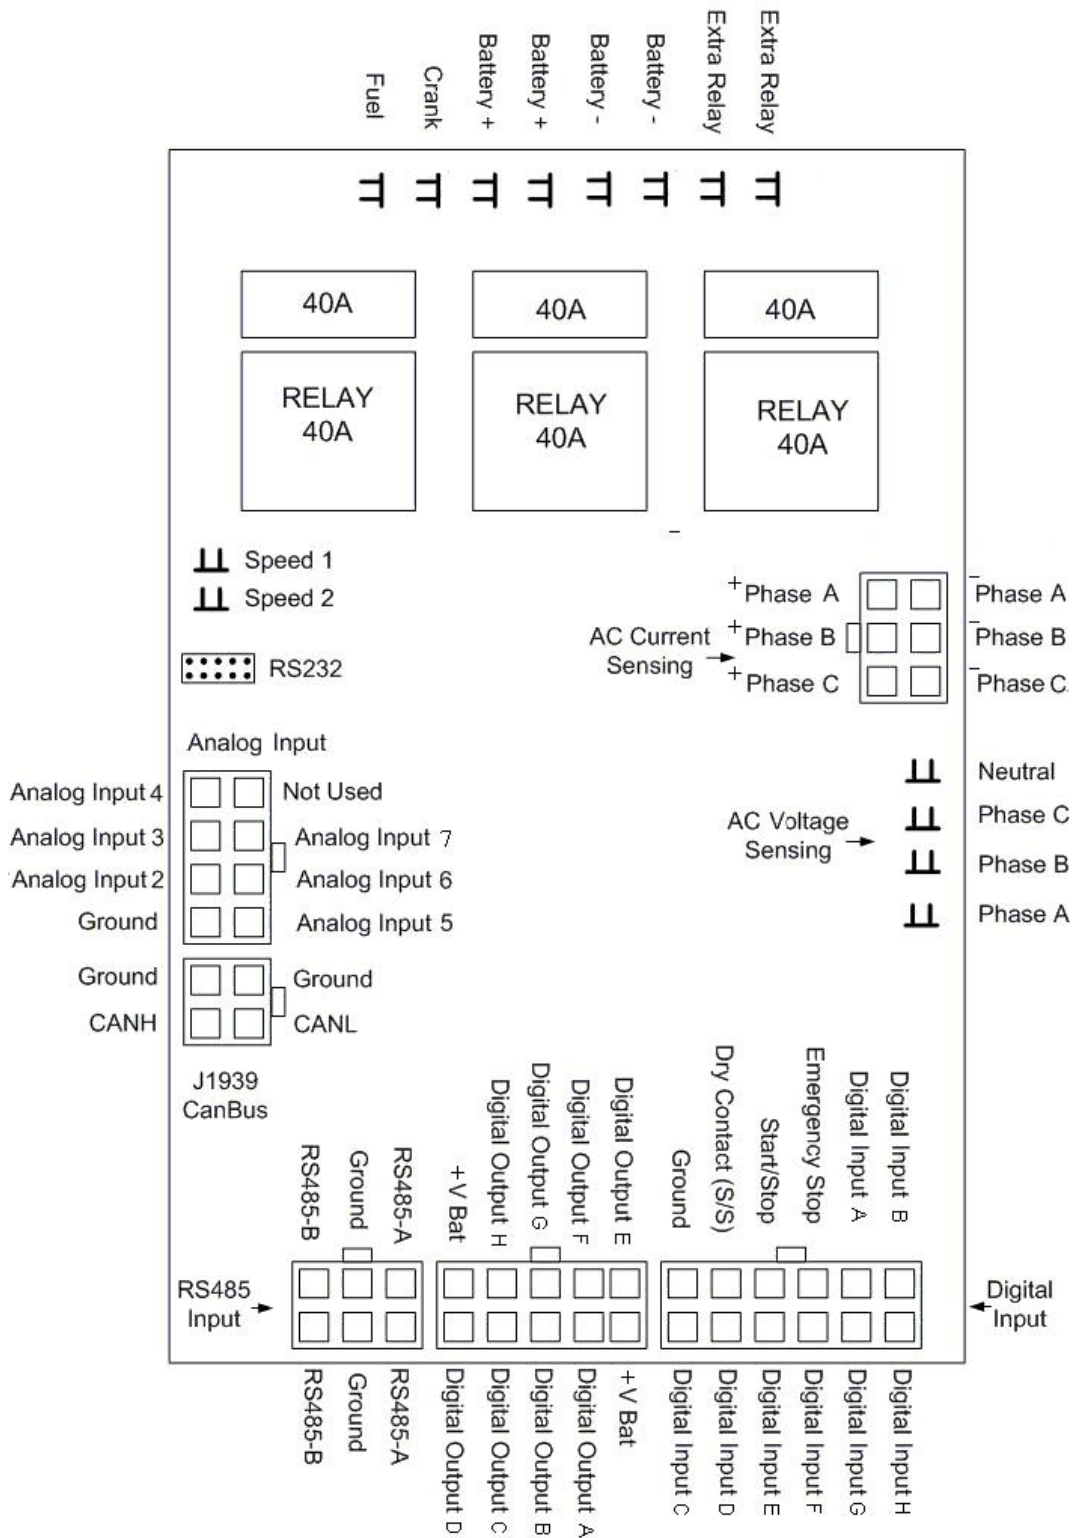 Fuel
Crank
Battery +
Battery +
Battery -
Battery -
Extra Relay
Extra Relay
40A
40A
40A
RELAY
40A
RELAY
40A
RELAY
40A
Speed 1
Speed 2
RS232
AC Current
Sensing
+ Phase A
+ Phase B
+ Phase C
- Phase A
- Phase B
- Phase C
Analog Input
Analog Input 4
Not Used
Analog Input 3
Analog Input 7
Analog Input 2
Analog Input 6
Ground
Analog Input 5
Ground
Ground
CANH
CANL
J1939
CanBus
AC Voltage
Sensing
Neutral
Phase C
Phase B
Phase A
RS485-B
Ground
RS485-A
+V Bat
Digital Output H
Digital Output G
Digital Output F
Digital Output E
Ground
Dry Contact (S/S)
Start/Stop
Emergency Stop
Digital Input A
Digital Input B
RS485
Input
Digital
Input
RS485-B
Ground
RS485-A
Digital Output D
Digital Output C
Digital Output B
Digital Output A
+V Bat
Digital Input C
Digital Input D
Digital Input E
Digital Input F
Digital Input G
Digital Input H